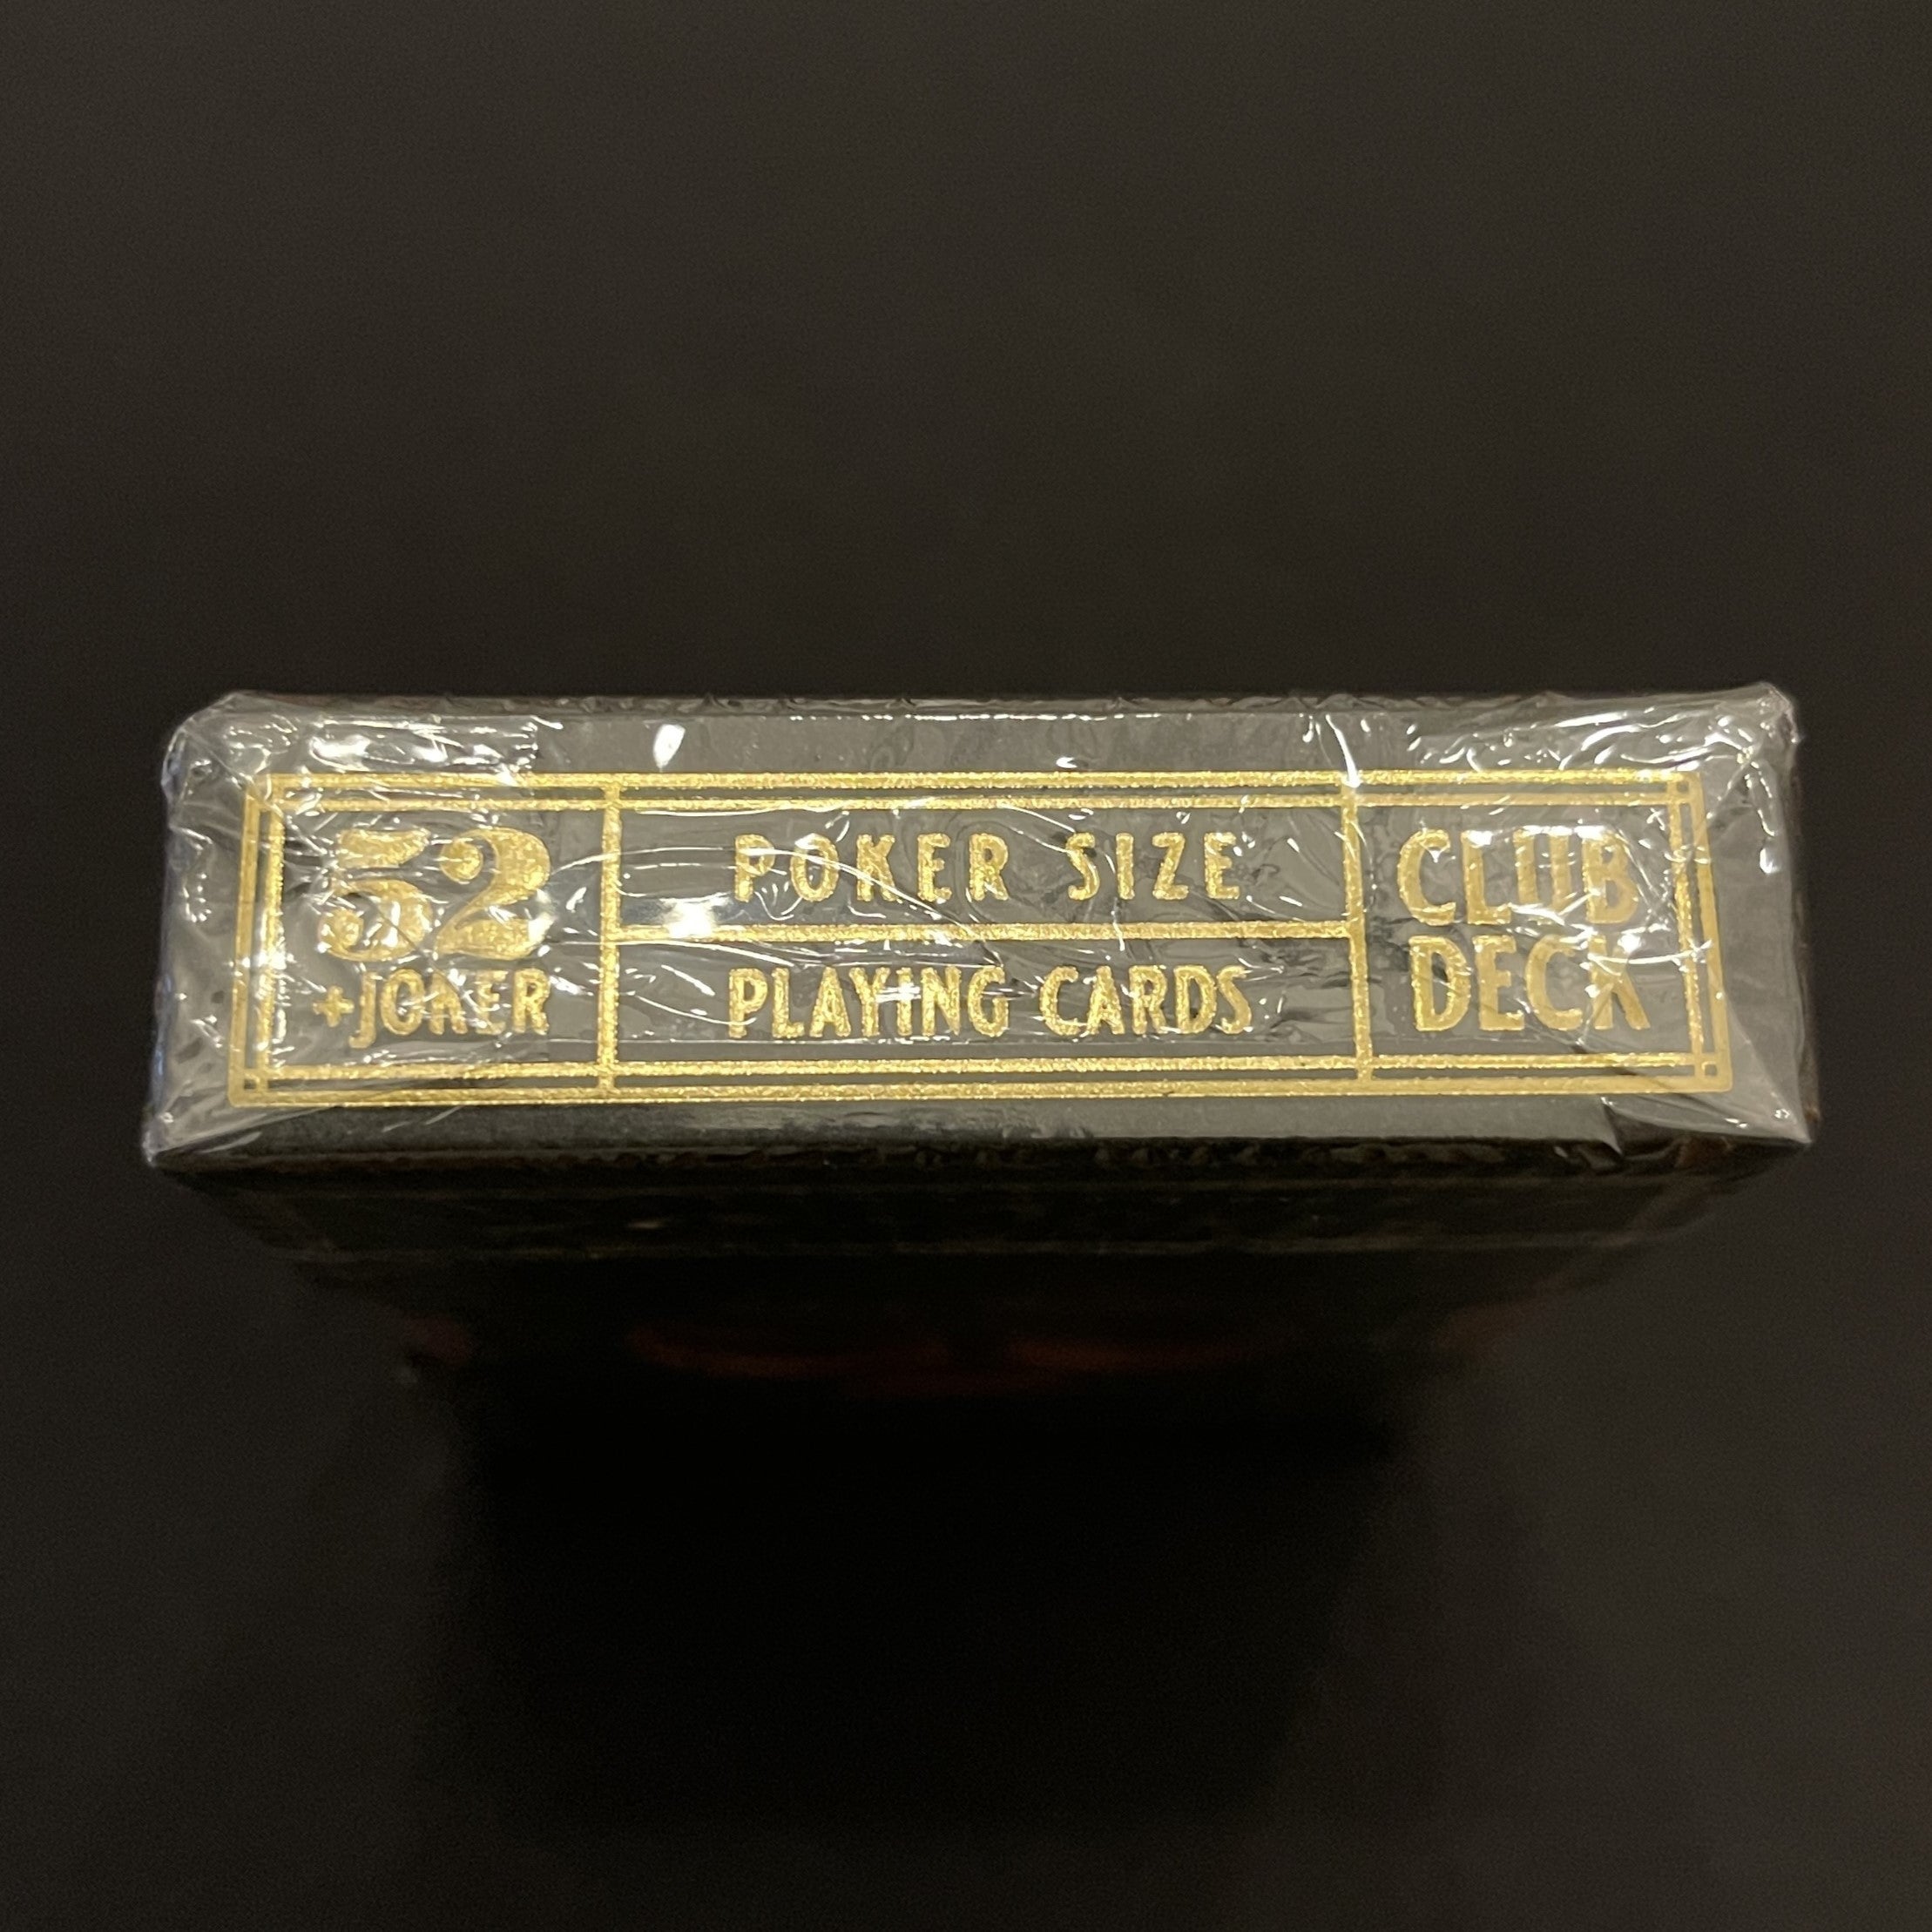 52
+JOKER
POKER SIZE
PLAYING CARDS
CLUB
DECK